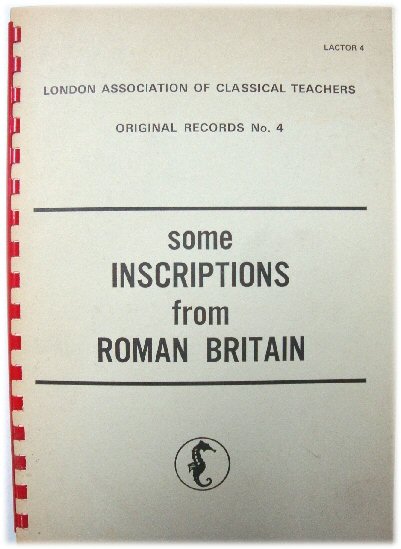 LACTOR 4
LONDON ASSOCIATION OF CLASSICAL TEACHERS
ORIGINAL RECORDS No. 4
some
INSCRIPTIONS
from
ROMAN BRITAIN